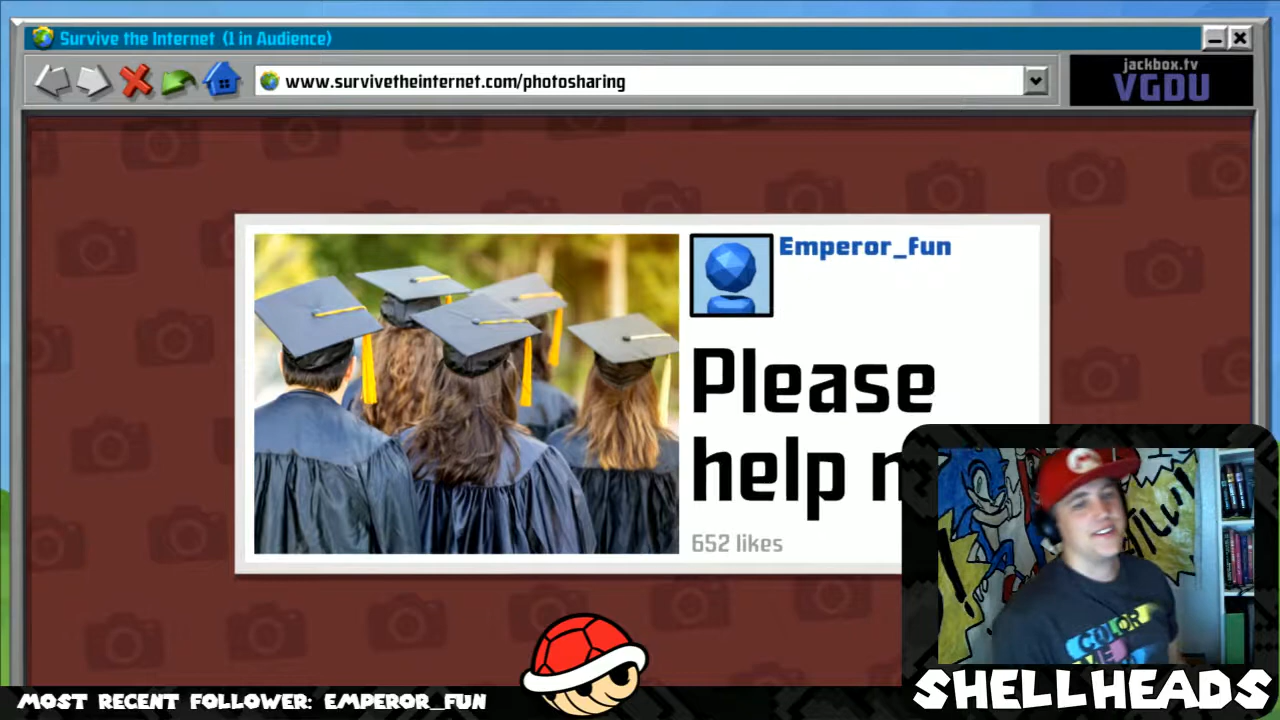 Survive the Internet (1 in Audience)
www.survivetheinternet.com/photosharing
jackbox.tv
VGDU
Emperor_fun
Please
help
652 likes
COLOR
MOST RECENT FOLLOWER: EMPEROR_FUN
SHELLHEADS